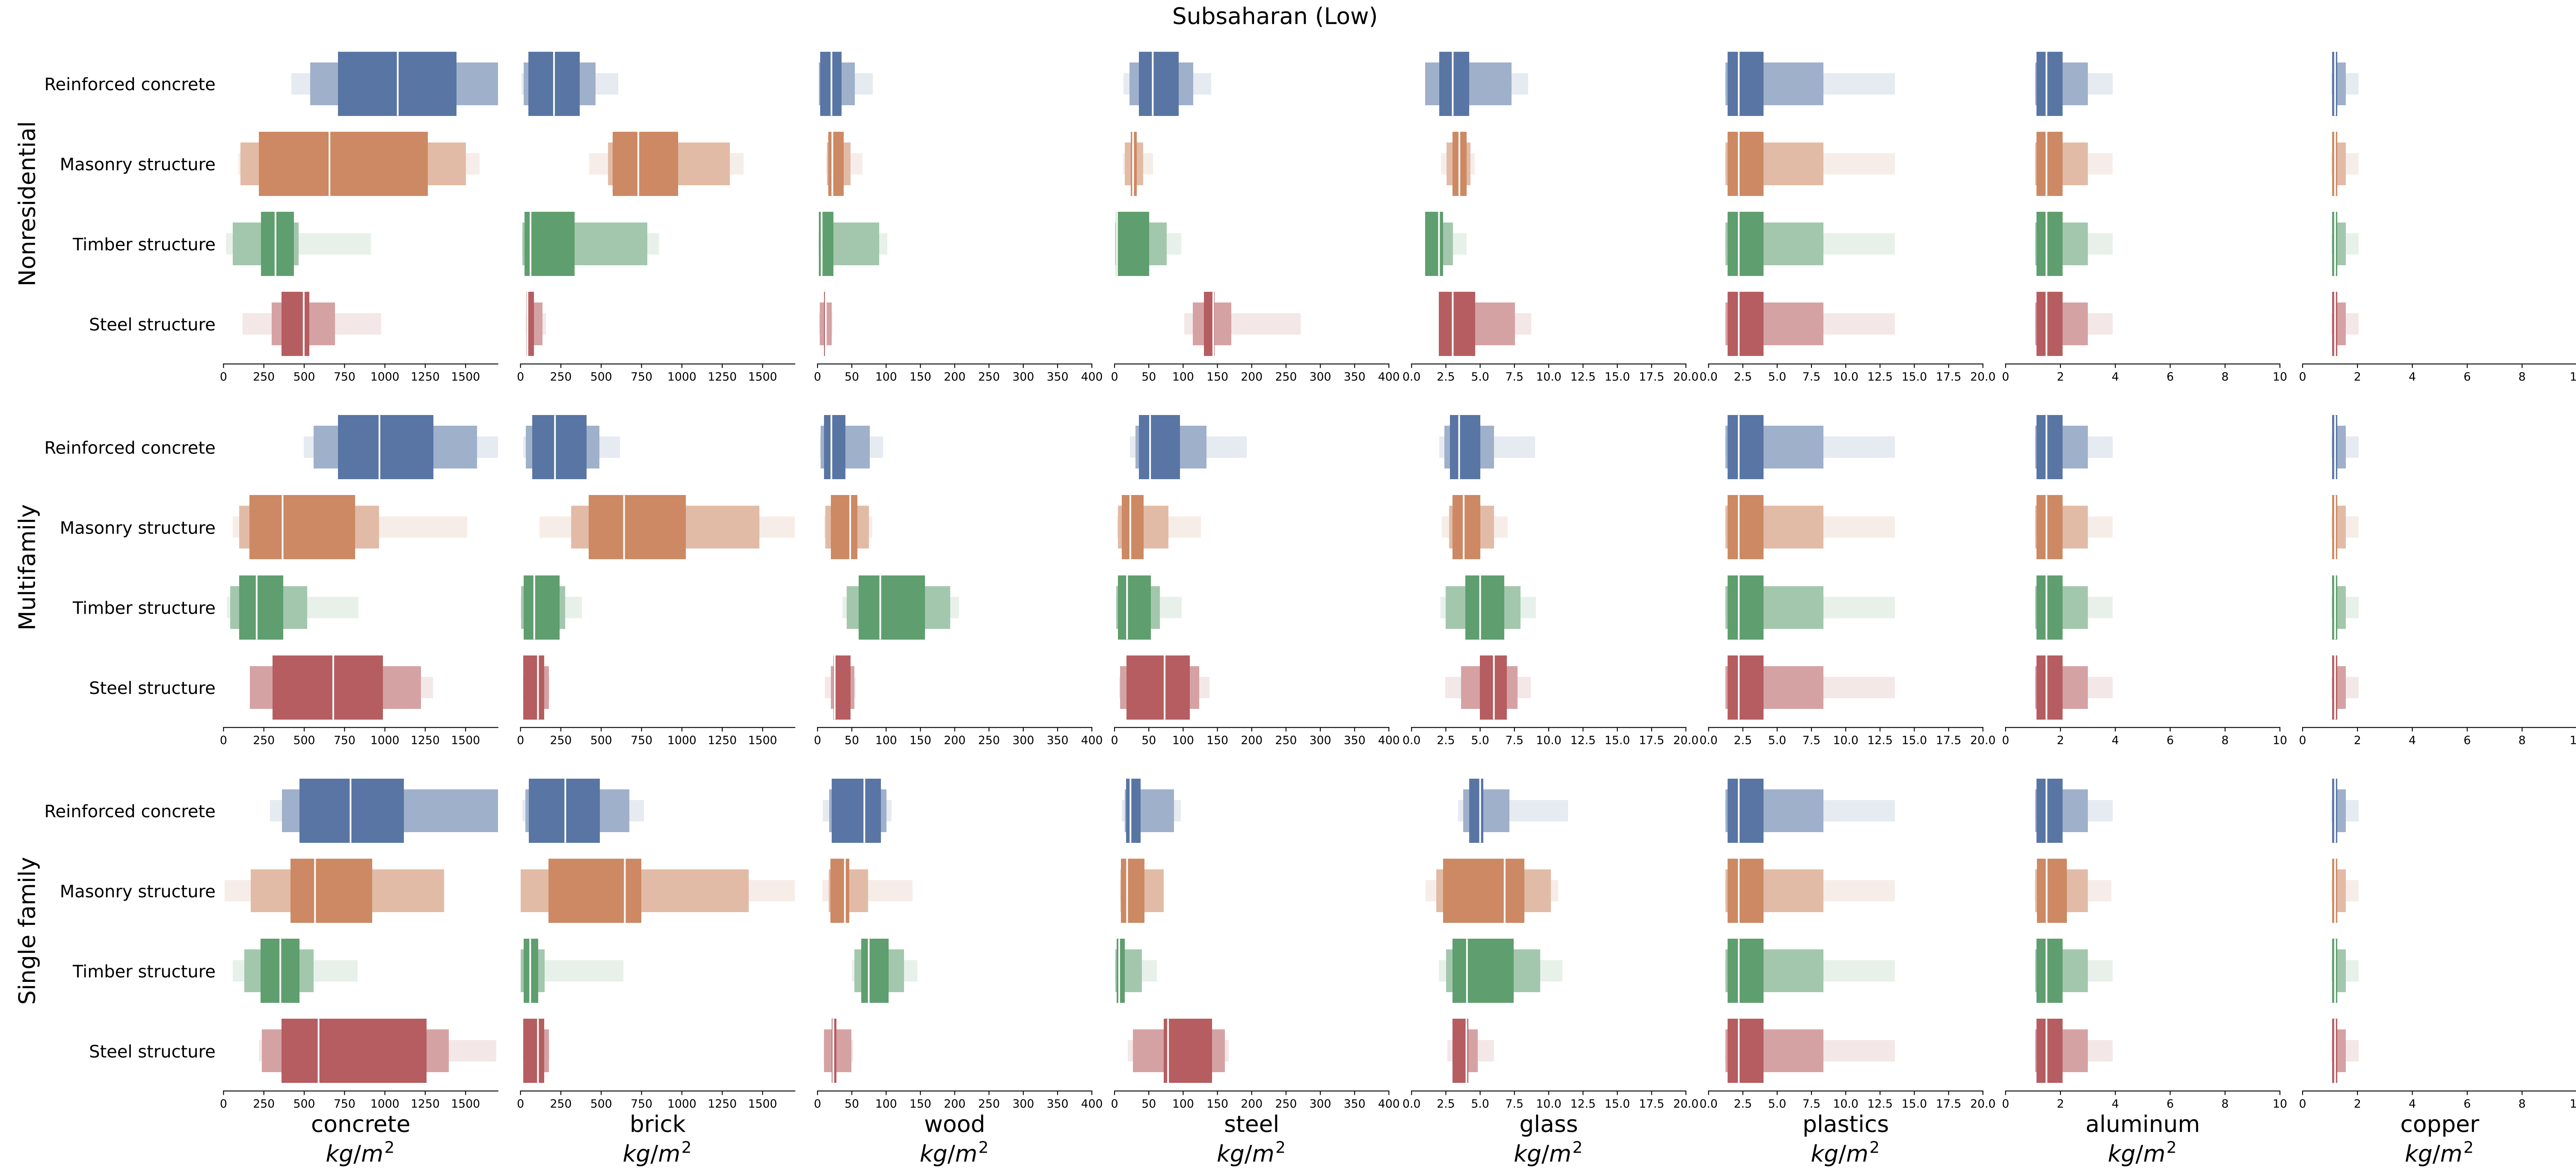 Subsaharan (Low)
Nonresidential
Reinforced concrete
Masonry structure
Timber structure
Steel structure
0 250 500 750 1000 1250 1500
0 250 500 750 1000 1250 1500
0 50 100 150 200 250 300 350 400
0 50 100 150 200 250 300 350 400
0.0 2.5 5.0 7.5 10.0 12.5 15.0 17.5 20.0
0.0 2.5 5.0 7.5 10.0 12.5 15.0 17.5 20.0
0 2 4 6 8 10
0 2 4 6 8
Multifamily
Reinforced concrete
Masonry structure
Timber structure
Steel structure
0 250 500 750 1000 1250 1500
0 250 500 750 1000 1250 1500
0 50 100 150 200 250 300 350 400
0 50 100 150 200 250 300 350 400
0.0 2.5 5.0 7.5 10.0 12.5 15.0 17.5 20.0
0.0 2.5 5.0 7.5 10.0 12.5 15.0 17.5 20.0
0 2 4 6 8 10
0 2 4 6 8
Single family
Reinforced concrete
Masonry structure
Timber structure
Steel structure
0 250 500 750 1000 1250 1500
0 250 500 750 1000 1250 1500
0 50 100 150 200 250 300 350 400
0 50 100 150 200 250 300 350 400
0.0 2.5 5.0 7.5 10.0 12.5 15.0 17.5 20.0
0.0 2.5 5.0 7.5 10.0 12.5 15.0 17.5 20.0
0 2 4 6 8 10
0 2 4 6 8
concrete
kg/m²
brick
kg/m²
wood
kg/m²
steel
kg/m²
glass
kg/m²
plastics
kg/m²
aluminum
kg/m²
copper
kg/m²